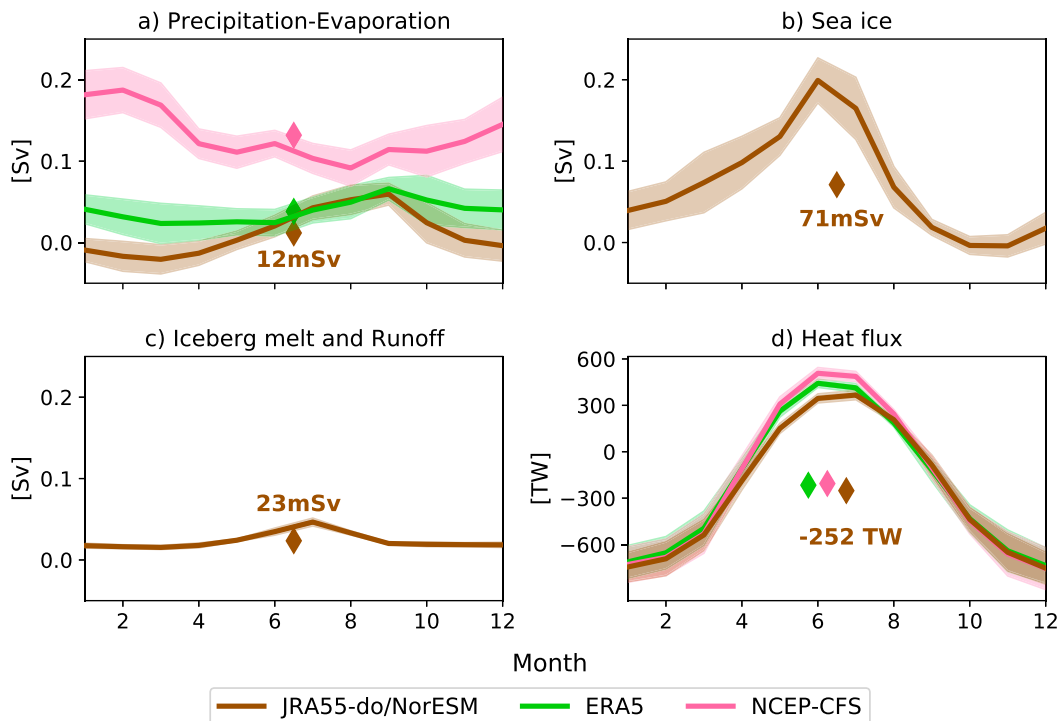 a) Precipitation-Evaporation
b) Sea ice
[Sv]
0.2
0.1
0.0
12mSv
[Sv]
0.2
0.1
0.0
71mSv
c) Iceberg melt and Runoff
d) Heat flux
[Sv]
0.2
0.1
0.0
23mSv
2 4 6 8 10 12
[TW]
600
300
0
−300
−600
-252 TW
2 4 6 8 10 12
Month
JRA55-do/NorESM ERA5 NCEP-CFS